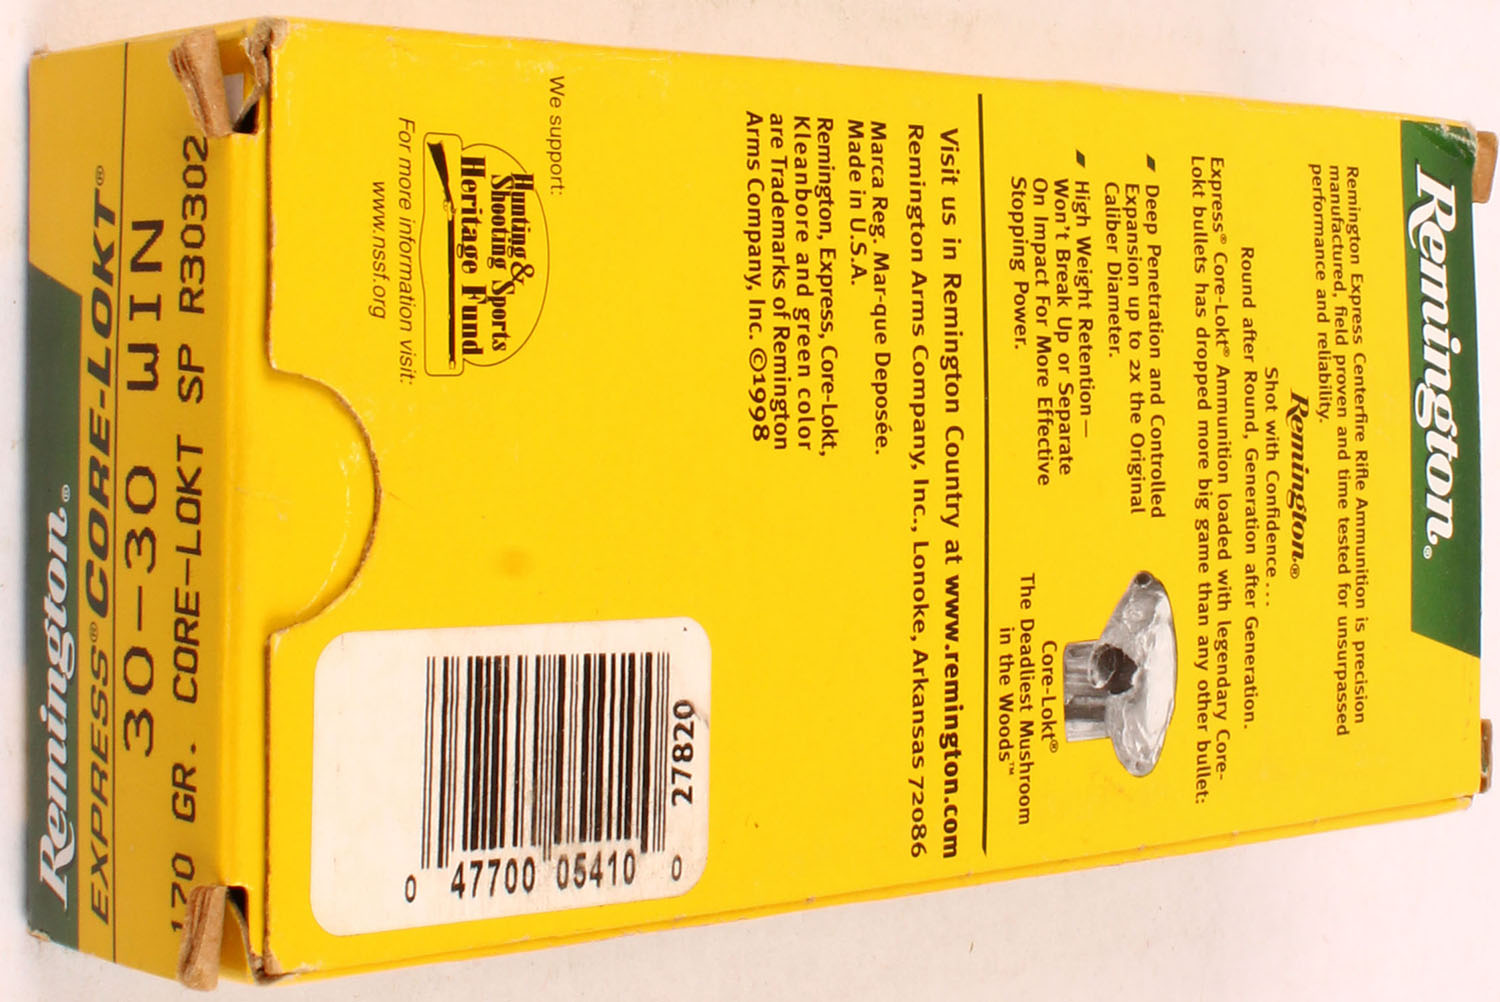 Remington®
Remington Express Centerfire Rifle Ammunition is precision
manufactured, field proven and time tested for unsurpassed
performance and reliability.
Remington®
Shot with Confidence...
Round after Round, Generation after Generation.
Express® Core-Lokt® Ammunition loaded with legendary Core-
Lokt bullets has dropped more big game than any other bullet:
Deep Penetration and Controlled
Expansion up to 2x the Original
Caliber Diameter.
High Weight Retention—
Won't Break Up or Separate
On Impact For More Effective
Stopping Power.
Core-Lokt®
The Deadliest Mushroom
in the Woods™
Visit us in Remington Country at www.remington.com
Remington Arms Company, Inc., Lonoke, Arkansas 72086
Marca Reg. Mar-que Deposée.
Made in U.S.A.
Remington, Express, Core-Lokt,
Kleanbore and green color
are Trademarks of Remington
Arms Company, Inc. ©1998
We support:
Hunting &
Shooting Sports
Heritage Fund
For more information visit:
www.nssf.org
27820
0 47700 05410 0
170 GR. CORE-LOKT SP R30302
30-30 WIN
EXPRESS® CORE-LOKT®
Remington®